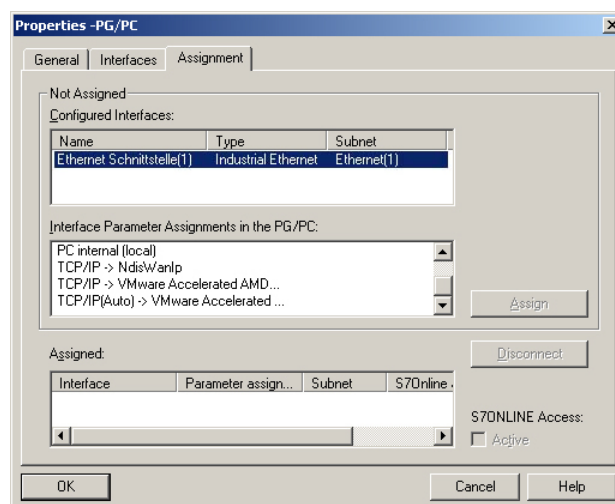 Properties -PG/PC
General Interfaces Assignment
Not Assigned
Configured Interfaces:
Name Type Subnet
Ethernet Schnittstelle(1) Industrial Ethernet Ethernet(1)
Interface Parameter Assignments in the PG/PC:
PC internal (local)
TCP/IP -> NdisWanIp
TCP/IP -> VMware Accelerated AMD...
TCP/IP(Auto) -> VMware Accelerated ...
Assign
Assigned:
Disconnect
Interface Parameter assign... Subnet S7Online
S7ONLINE Access:
Active
OK Cancel Help